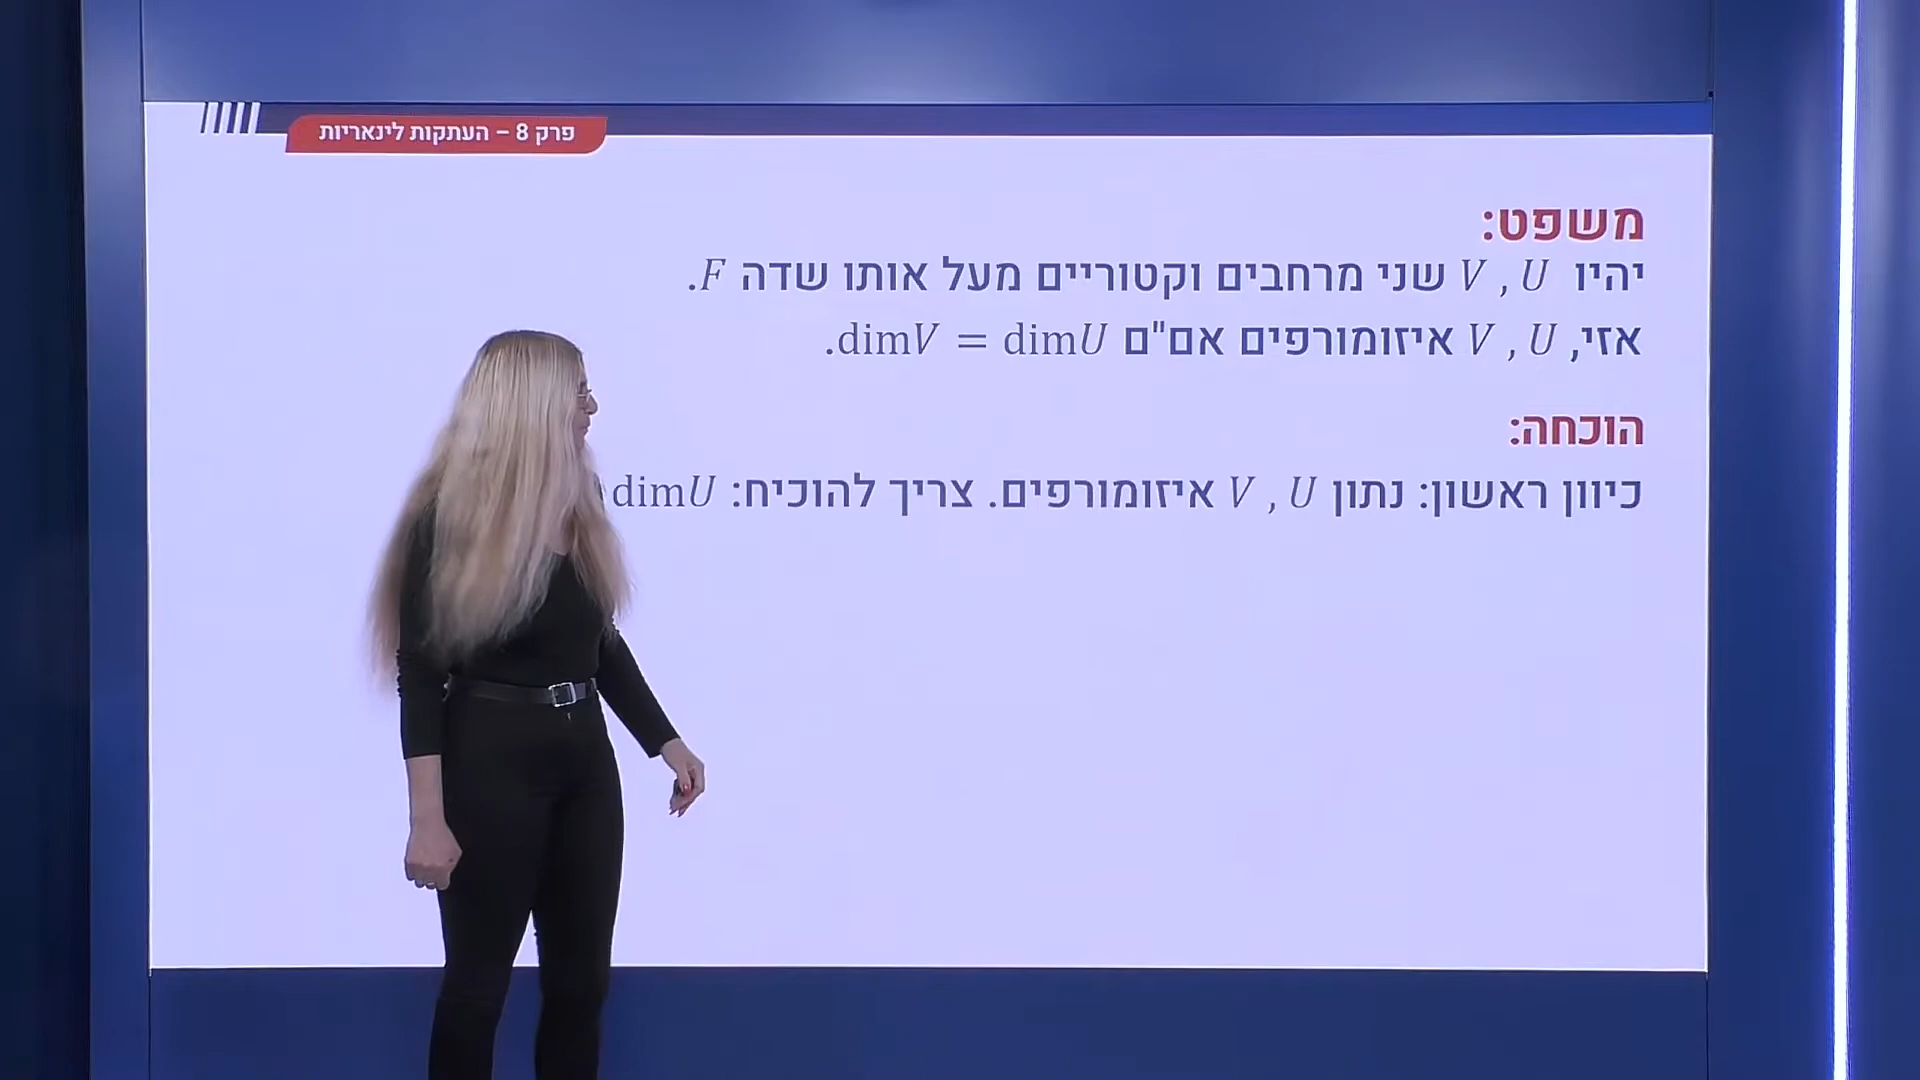 פרק 8 – העתקות לינאריות
משפט:
יהיו V , U שני מרחבים וקטוריים מעל אותו שדה F.
אזי, V , U איזומורפים אם"ם dimV = dimU.
הוכחה:
כיוון ראשון: נתון V , U איזומורפים. צריך להוכיח: dimU